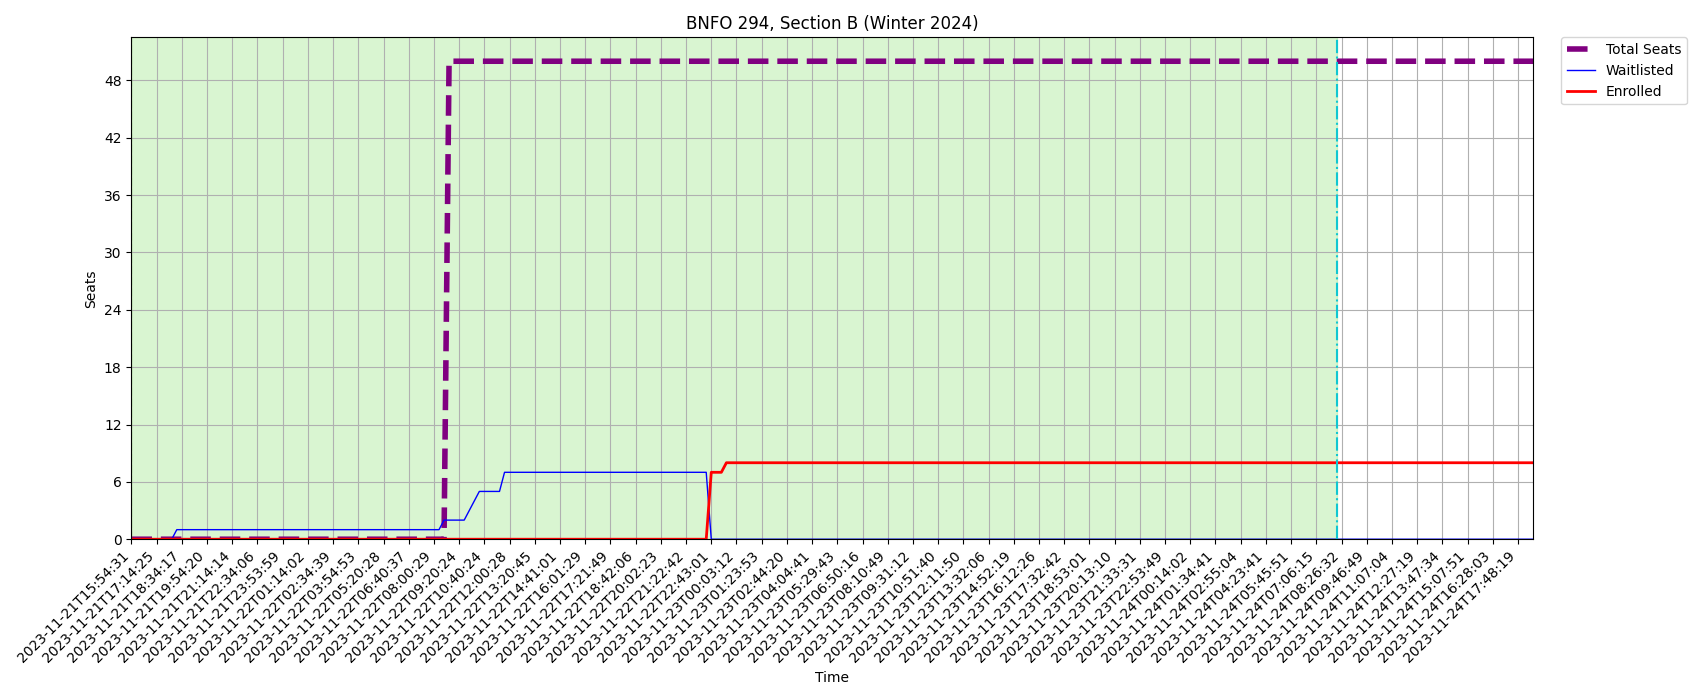 BNFO 294, Section B (Winter 2024)
Total Seats
Waitlisted
Enrolled
Seats
48
42
36
30
24
18
12
6
0
2023-11-21T15:54:31
2023-11-21T17:14:25
2023-11-21T18:34:17
2023-11-21T19:54:20
2023-11-21T21:14:14
2023-11-21T22:34:06
2023-11-21T23:53:59
2023-11-22T01:14:02
2023-11-22T02:34:39
2023-11-22T03:54:53
2023-11-22T05:20:28
2023-11-22T06:40:37
2023-11-22T08:00:29
2023-11-22T09:20:24
2023-11-22T10:40:24
2023-11-22T12:00:28
2023-11-22T13:20:45
2023-11-22T14:41:01
2023-11-22T16:01:29
2023-11-22T17:21:49
2023-11-22T18:42:06
2023-11-22T20:02:23
2023-11-22T21:22:42
2023-11-22T22:43:01
2023-11-23T00:03:12
2023-11-23T01:23:53
2023-11-23T02:44:20
2023-11-23T04:04:41
2023-11-23T05:29:43
2023-11-23T06:50:16
2023-11-23T08:10:49
2023-11-23T09:31:12
2023-11-23T10:51:40
2023-11-23T12:11:50
2023-11-23T13:32:06
2023-11-23T14:52:19
2023-11-23T16:12:26
2023-11-23T17:32:42
2023-11-23T18:53:01
2023-11-23T20:13:10
2023-11-23T21:33:31
2023-11-23T22:53:49
2023-11-24T00:14:02
2023-11-24T01:34:41
2023-11-24T02:55:04
2023-11-24T04:23:41
2023-11-24T05:45:51
2023-11-24T07:06:15
2023-11-24T08:26:32
2023-11-24T09:46:49
2023-11-24T11:07:04
2023-11-24T12:27:19
2023-11-24T13:47:34
2023-11-24T15:07:51
2023-11-24T16:28:03
2023-11-24T17:48:19
Time